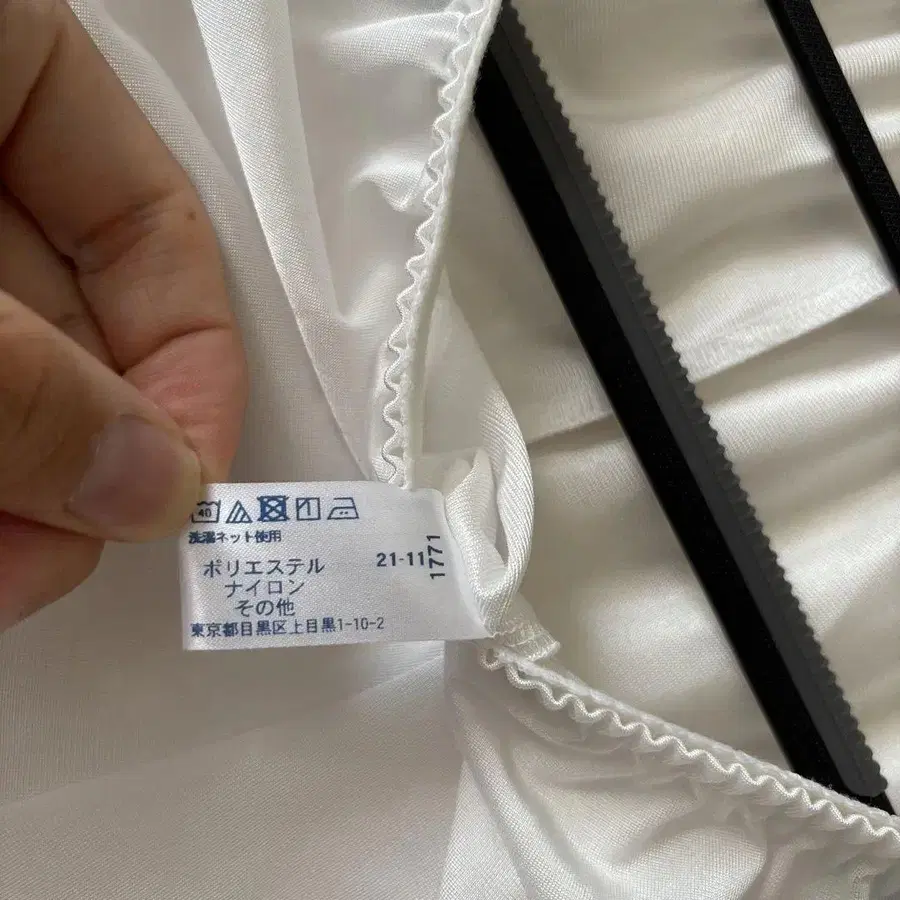 40
洗濯ネット使用
ポリエステル 21-11
ナイロン
その他
東京都目黒区上目黒1-10-2
1771